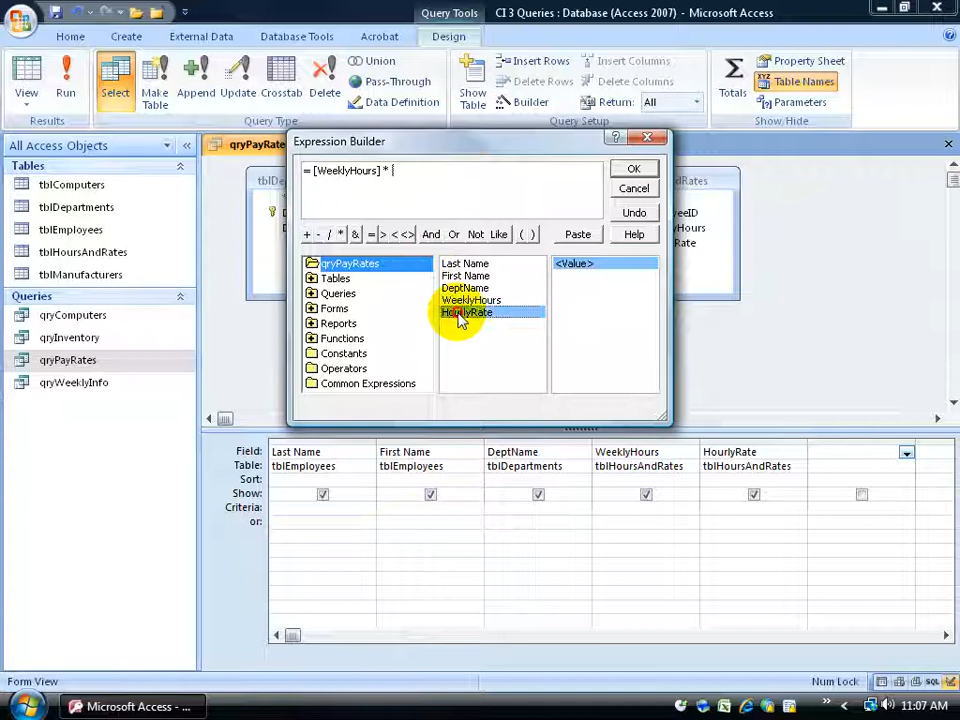 Query Tools
CI 3 Queries : Database (Access 2007) - Microsoft Access
Home Create External Data Database Tools Acrobat Design
View
Run
Select
Make Table
Append
Update
Crosstab
Delete
Union
Pass-Through
Data Definition
Show Table
Insert Rows
Delete Rows
Builder
Insert Columns
Delete Columns
Return: All
Totals
Property Sheet
Table Names
Parameters
Results
Query Type
Query Setup
Show/Hide
All Access Objects
Tables
tblComputers
tblDepartments
tblEmployees
tblHoursAndRates
tblManufacturers
Queries
qryComputers
qryInventory
qryPayRates
qryWeeklyInfo
qryPayRate
Expression Builder
= [WeeklyHours] *
OK
Cancel
Undo
Help
+ - / * & = > < <> And Or Not Like ( ) Paste
qryPayRates
Tables
Queries
Forms
Reports
Functions
Constants
Operators
Common Expressions
Last Name
First Name
DeptName
WeeklyHours
HourlyRate
<Value>
Field: Last Name First Name DeptName WeeklyHours HourlyRate
Table: tblEmployees tblEmployees tblDepartments tblHoursAndRates tblHoursAndRates
Sort:
Show:
Criteria:
or:
Form View
Num Lock
SQL
Microsoft Access - ...
11:07 AM